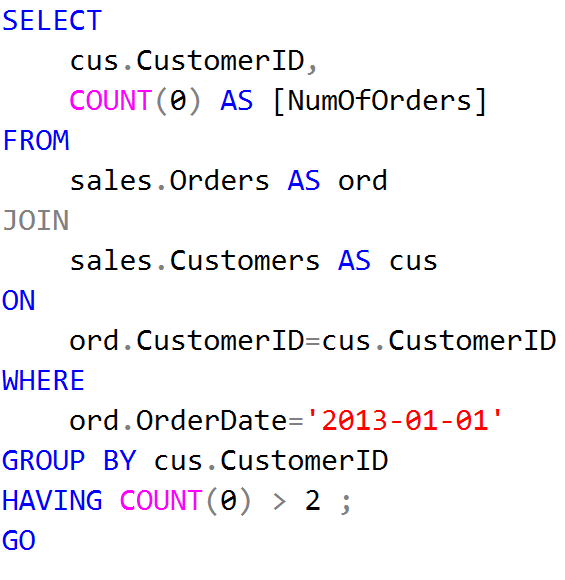 SELECT
    cus.CustomerID,
    COUNT(0) AS [NumOfOrders]
FROM
    sales.Orders AS ord
JOIN
    sales.Customers AS cus
ON
    ord.CustomerID=cus.CustomerID
WHERE
    ord.OrderDate='2013-01-01'
GROUP BY cus.CustomerID
HAVING COUNT(0) > 2 ;
GO